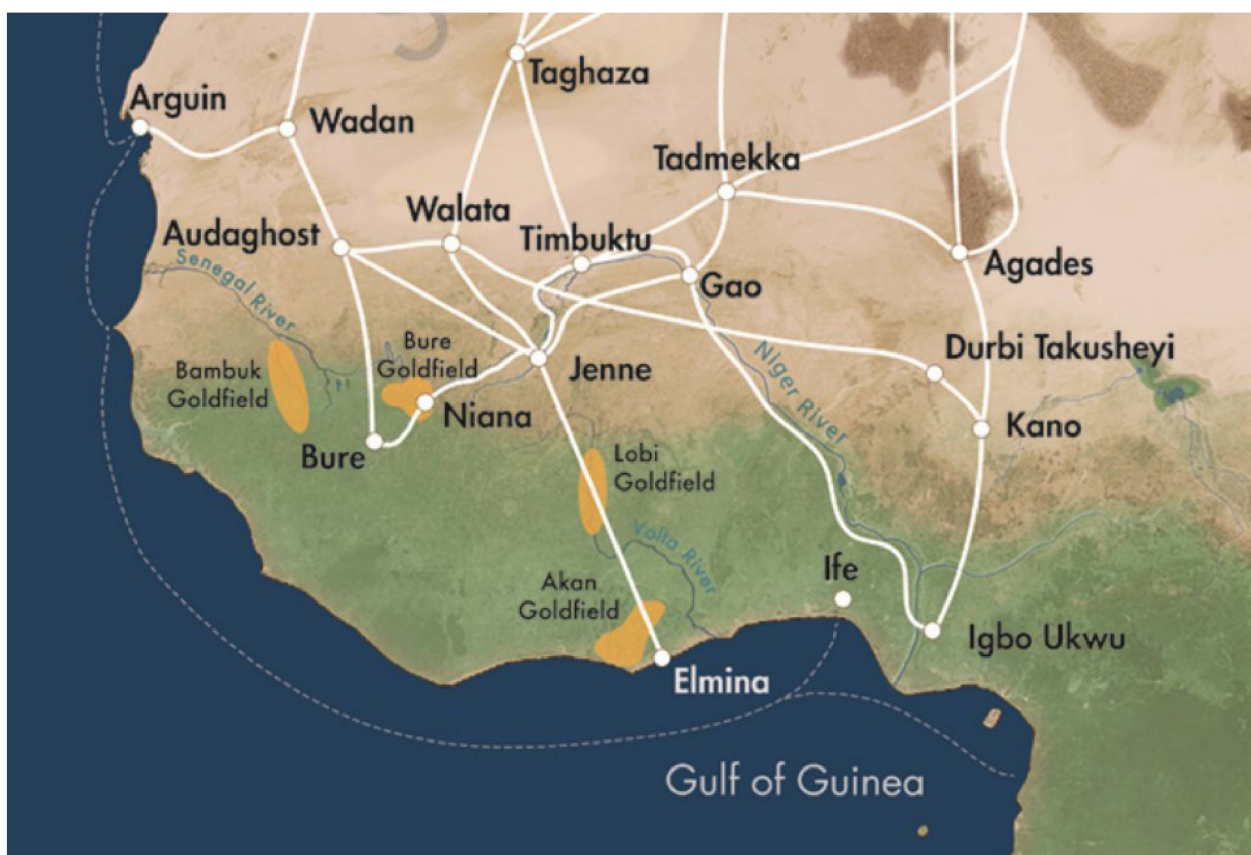 S
Taghaza
Arguin
Wadan
Tadmekka
Walata
Audaghost
Timbuktu
Agades
Gao
Senegal River
Bure
Goldfield
Durbi Takusheyi
Bambuk
Goldfield
Jenne
Niger River
Niana
Kano
Bure
Lobi
Goldfield
Volta River
Ife
Akan
Goldfield
Igbo Ukwu
Elmina
Gulf of Guinea